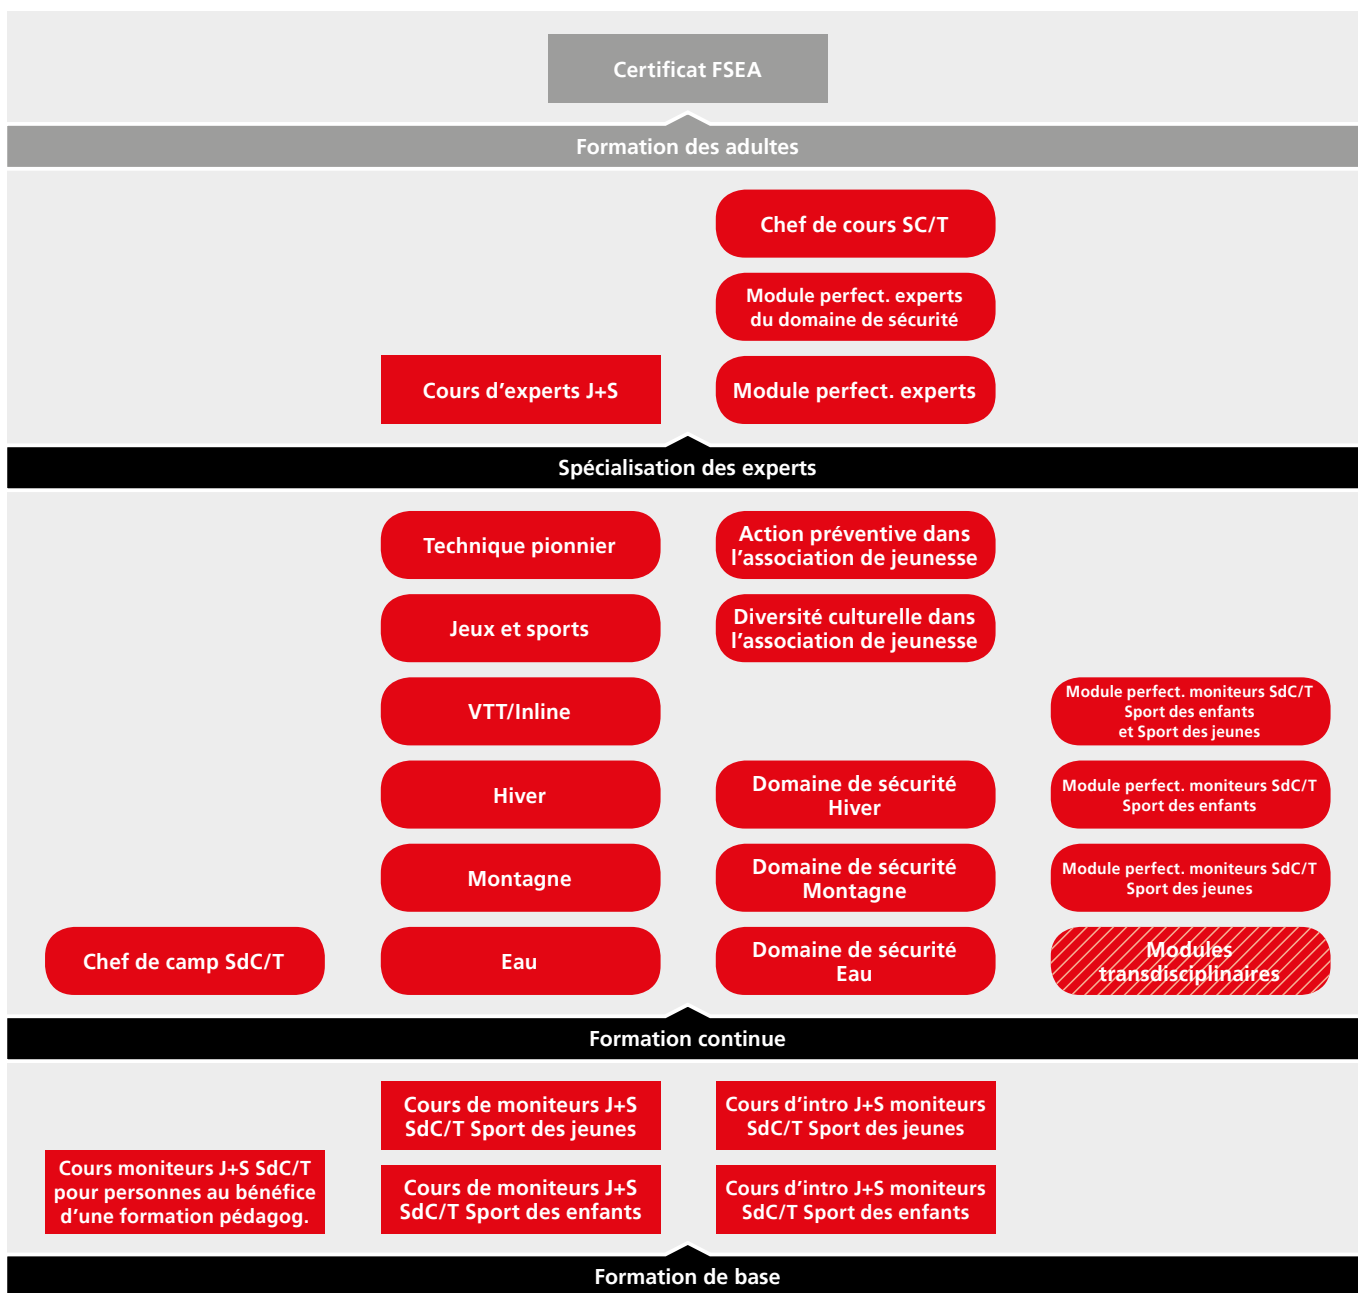 Certificat FSEA
Formation des adultes
Chef de cours SC/T
Module perfect. experts
du domaine de sécurité
Cours d’experts J+S
Module perfect. experts
Spécialisation des experts
Technique pionnier
Action préventive dans
l’association de jeunesse
Jeux et sports
Diversité culturelle dans
l’association de jeunesse
VTT/Inline
Module perfect. moniteurs SdC/T
Sport des enfants
et Sport des jeunes
Hiver
Domaine de sécurité
Hiver
Module perfect. moniteurs SdC/T
Sport des enfants
Montagne
Domaine de sécurité
Montagne
Module perfect. moniteurs SdC/T
Sport des jeunes
Chef de camp SdC/T
Eau
Domaine de sécurité
Eau
Modules
transdisciplinaires
Formation continue
Cours de moniteurs J+S
SdC/T Sport des jeunes
Cours d’intro J+S moniteurs
SdC/T Sport des jeunes
Cours moniteurs J+S SdC/T
pour personnes au bénéfice
d’une formation pédagog.
Cours de moniteurs J+S
SdC/T Sport des enfants
Cours d’intro J+S moniteurs
SdC/T Sport des enfants
Formation de base